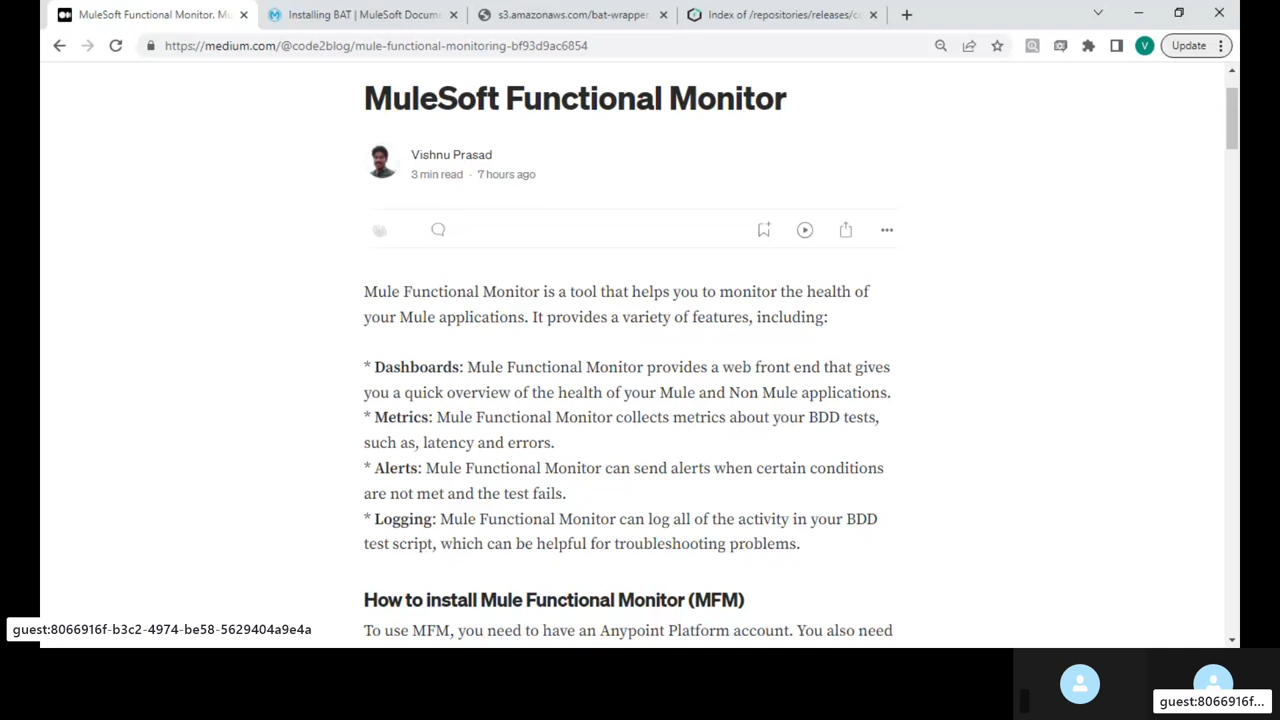 MuleSoft Functional Monitor. Mu
Installing BAT | MuleSoft Docum
s3.amazonaws.com/bat-wrapper
Index of /repositories/releases/c
https://medium.com/@code2blog/mule-functional-monitoring-bf93d9ac6854
V
Update
MuleSoft Functional Monitor
Vishnu Prasad
3 min read · 7 hours ago
Mule Functional Monitor is a tool that helps you to monitor the health of
your Mule applications. It provides a variety of features, including:
* Dashboards: Mule Functional Monitor provides a web front end that gives
you a quick overview of the health of your Mule and Non Mule applications.
* Metrics: Mule Functional Monitor collects metrics about your BDD tests,
such as, latency and errors.
* Alerts: Mule Functional Monitor can send alerts when certain conditions
are not met and the test fails.
* Logging: Mule Functional Monitor can log all of the activity in your BDD
test script, which can be helpful for troubleshooting problems.
How to install Mule Functional Monitor (MFM)
guest:8066916f-b3c2-4974-be58-5629404a9e4a
To use MFM, you need to have an Anypoint Platform account. You also need
guest:8066916f...